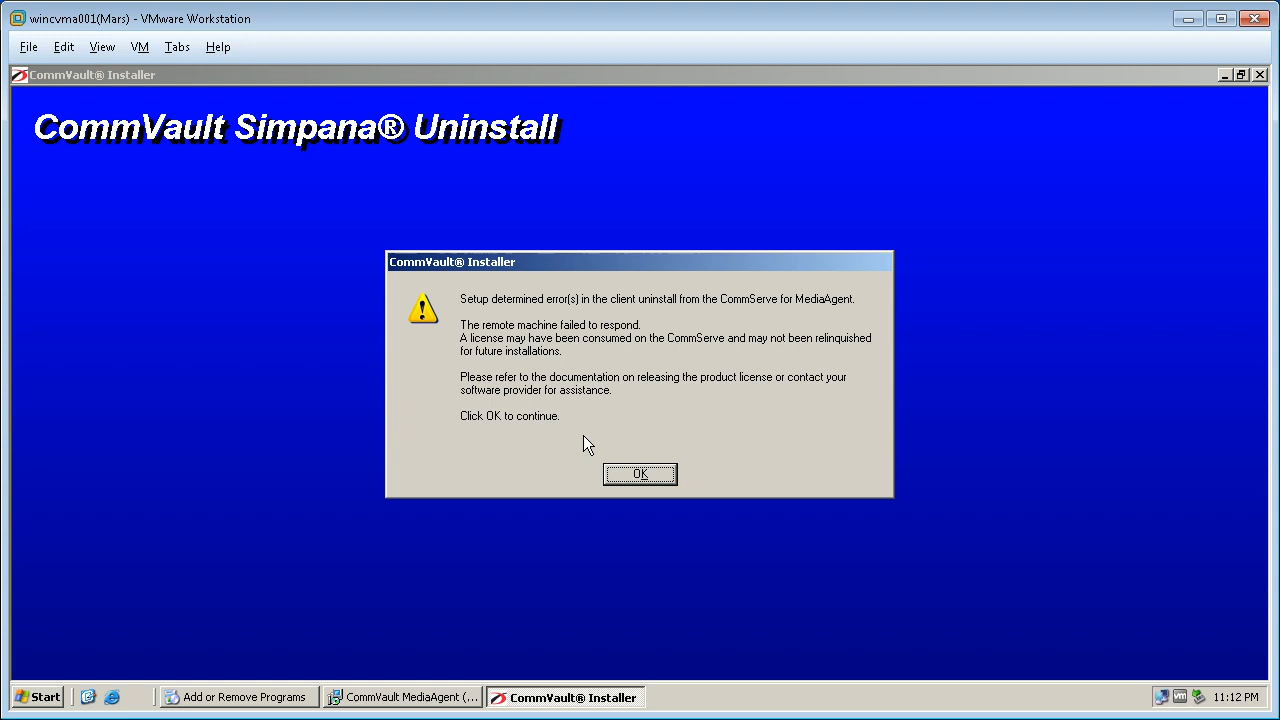 wincvma001(Mars) - VMware Workstation
File Edit View VM Tabs Help
CommVault® Installer
CommVault Simpana® Uninstall
CommVault® Installer
Setup determined error(s) in the client uninstall from the CommServe for MediaAgent.
The remote machine failed to respond.
A license may have been consumed on the CommServe and may not been relinquished
for future installations.
Please refer to the documentation on releasing the product license or contact your
software provider for assistance.
Click OK to continue.
OK
Start Add or Remove Programs CommVault MediaAgent (... CommVault® Installer 11:12 PM